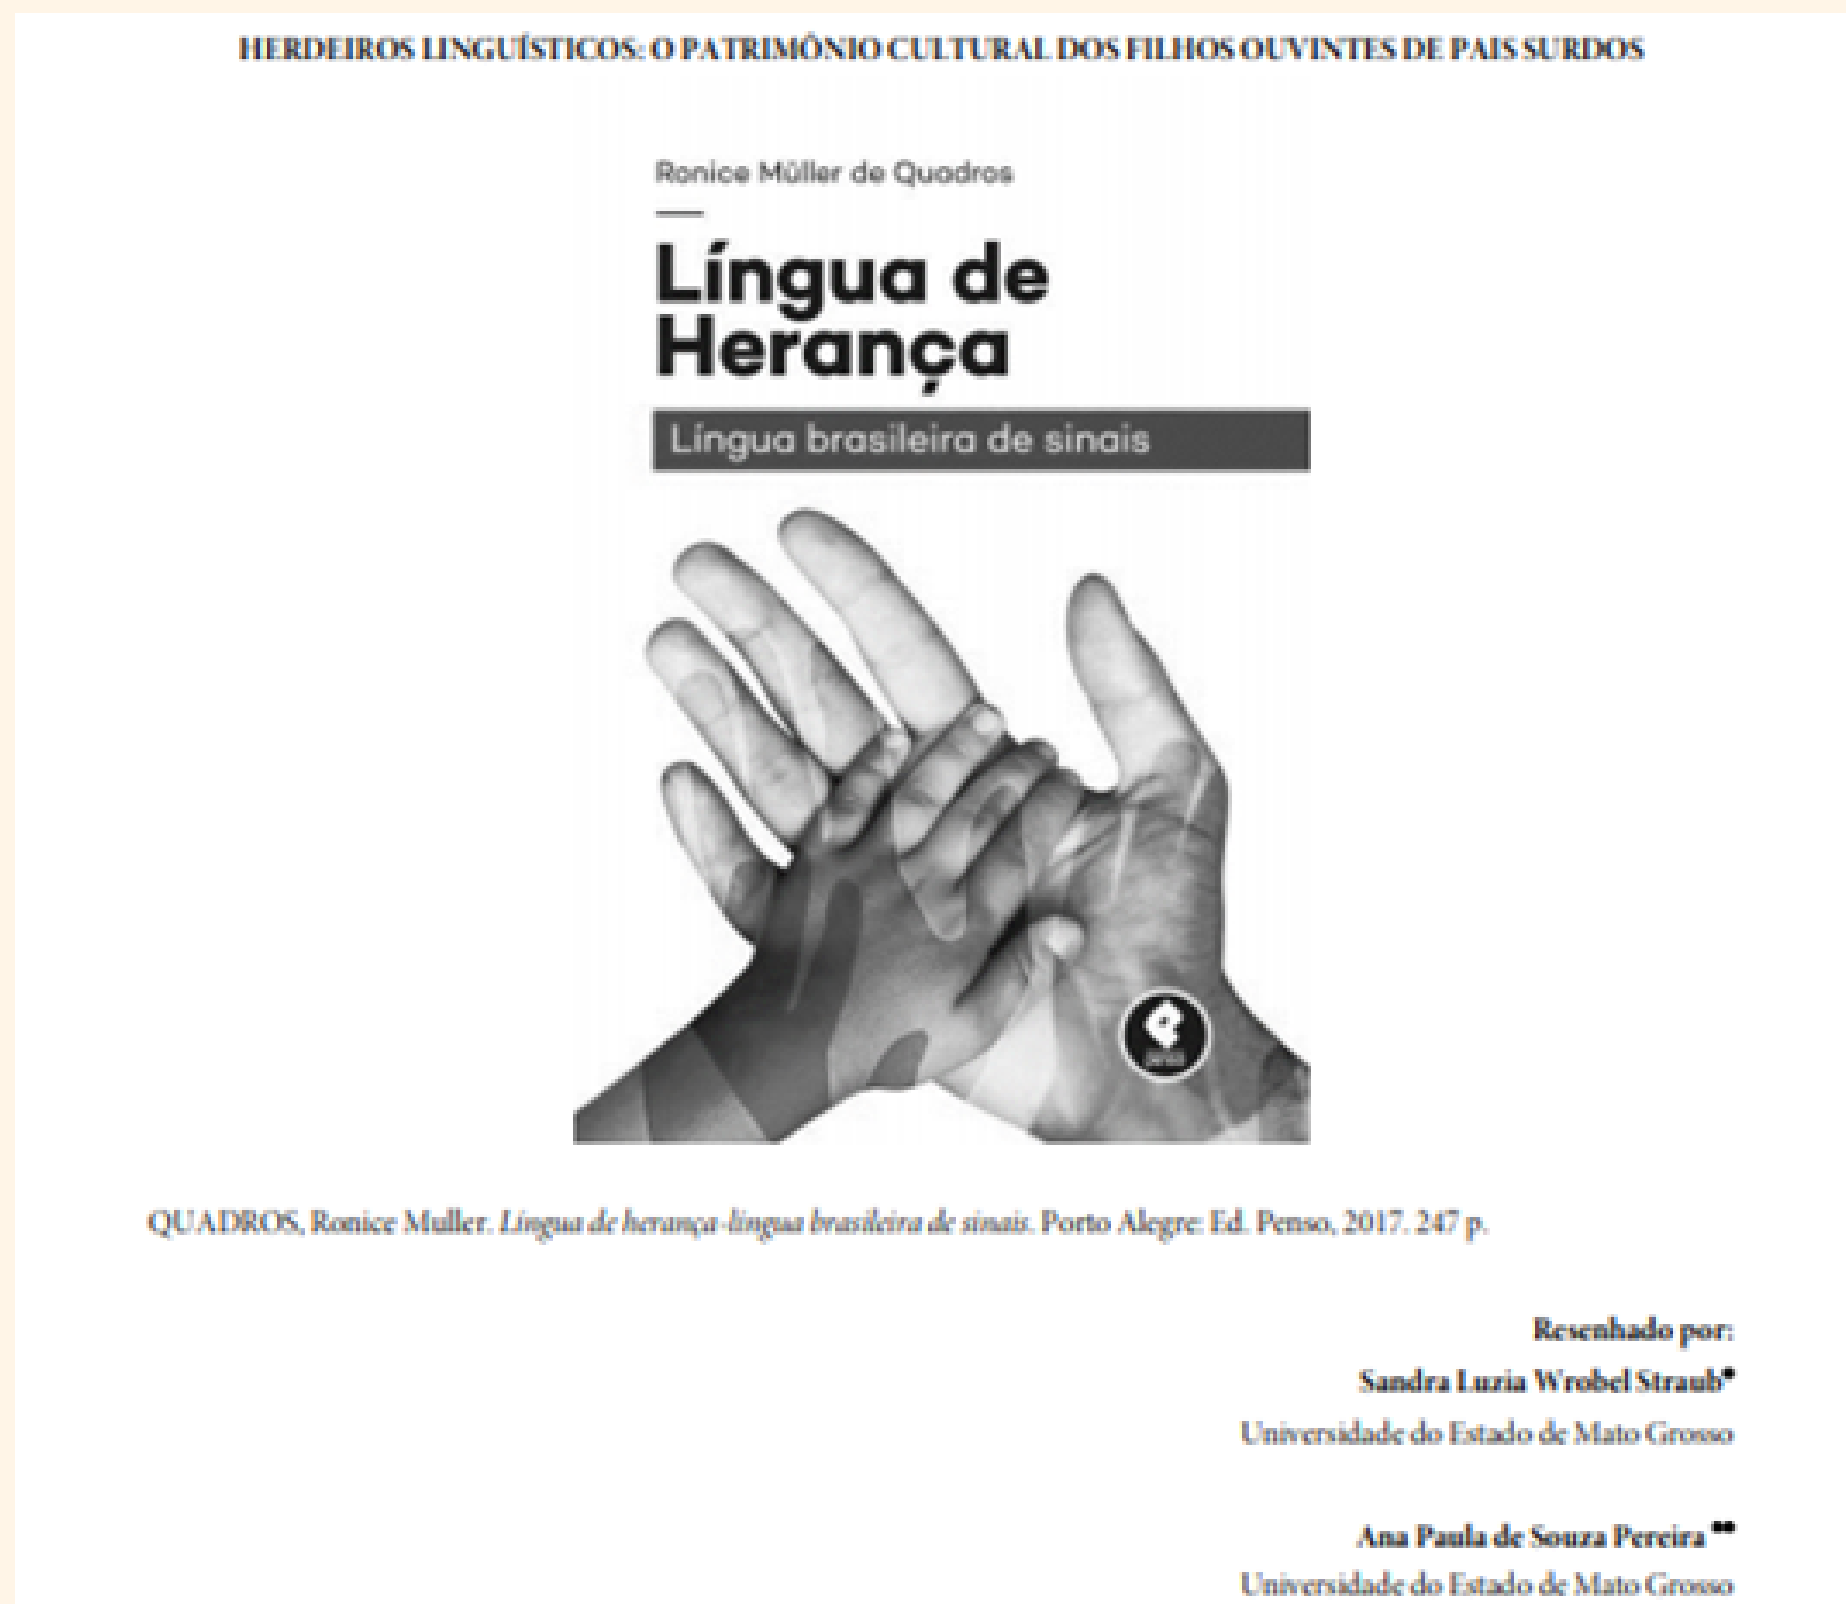 HERDEIROS LINGUÍSTICOS: O PATRIMÔNIO CULTURAL DOS FILHOS OUVINTES DE PAIS SURDOS
Ronice Müller de Quadros
Língua de
Herança
Língua brasileira de sinais
QUADROS, Ronice Muller. Língua de herança-língua brasileira de sinais. Porto Alegre: Ed. Penso, 2017. 247 p.
Resenhado por:
Sandra Luzia Wrobel Straub
Universidade do Estado de Mato Grosso
Ana Paula de Souza Pereira
Universidade do Estado de Mato Grosso